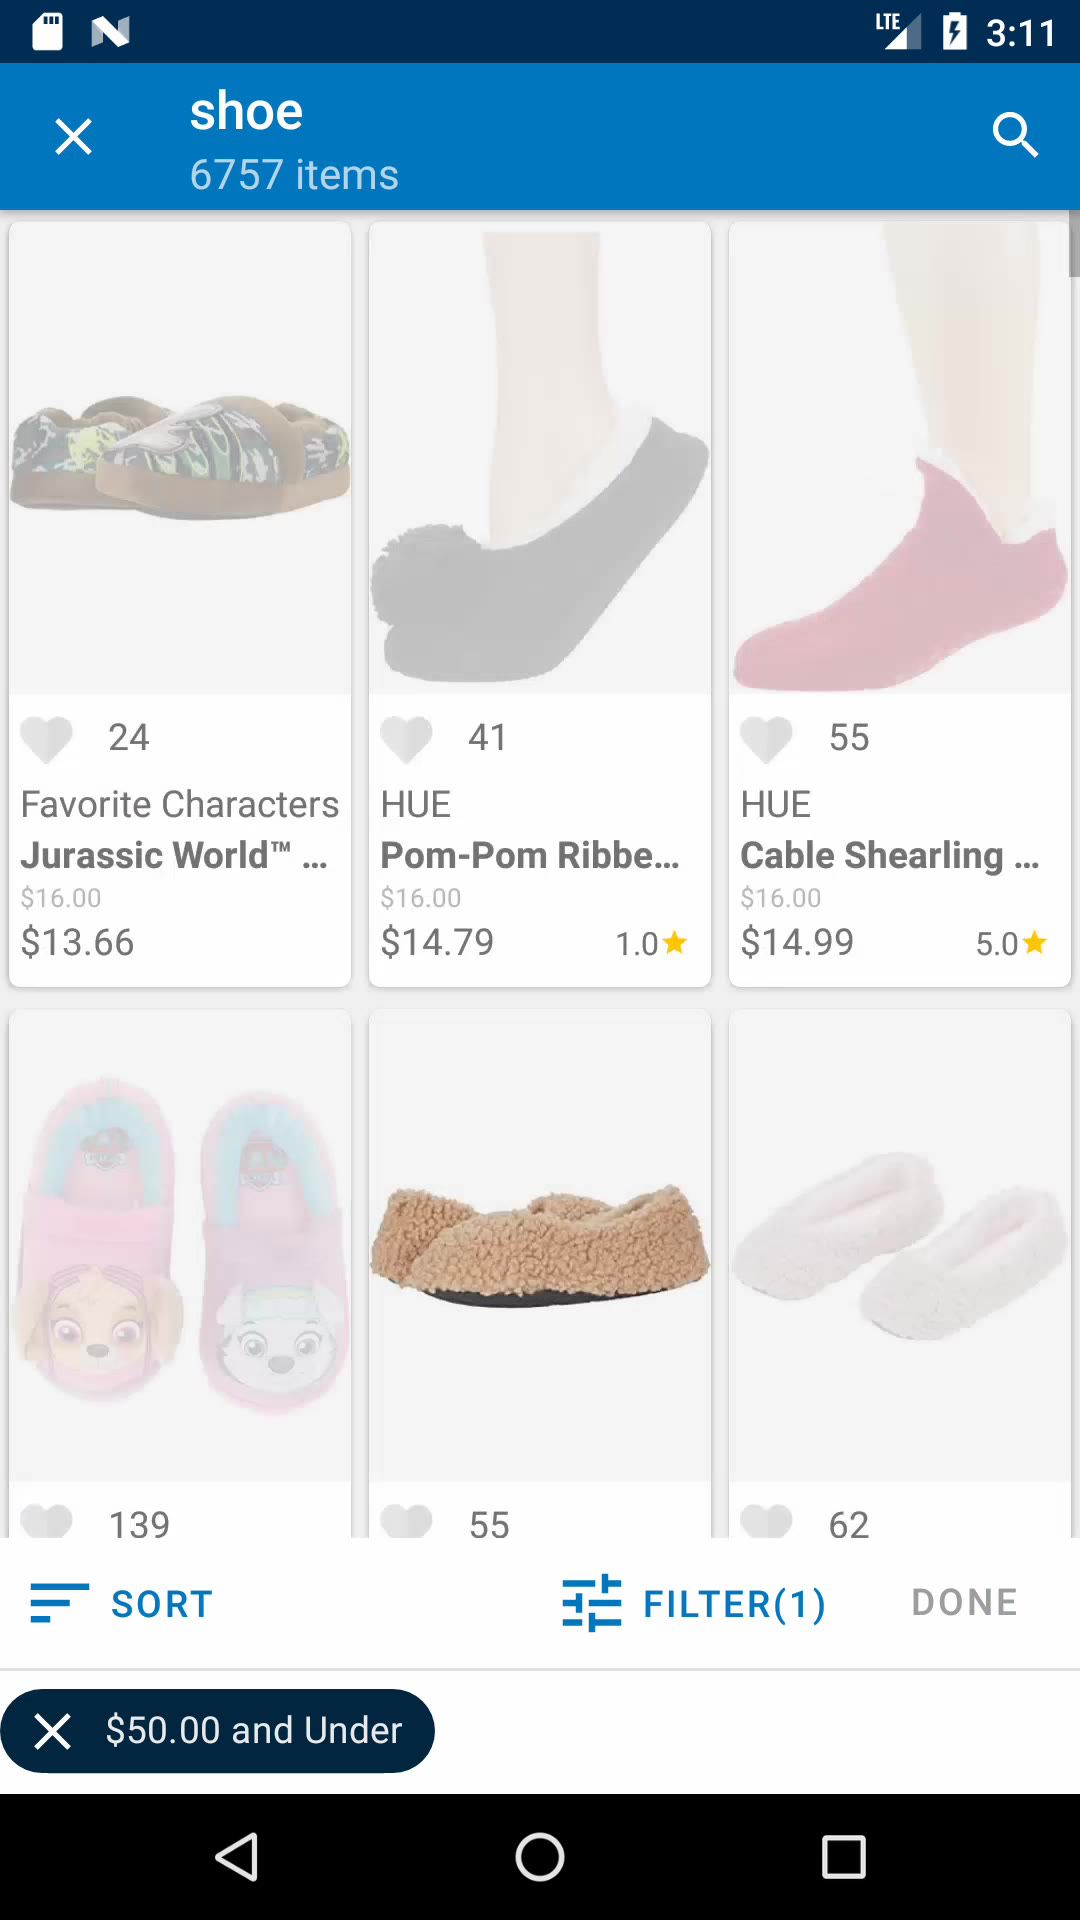 LTE 3:11
shoe
6757 items
24
41
55
Favorite Characters
HUE
HUE
Jurassic World™ ...
Pom-Pom Ribbe...
Cable Shearling ...
$16.00
$16.00
$16.00
$13.66
$14.79 1.0
$14.99 5.0
139
55
62
SORT
FILTER(1)
DONE
$50.00 and Under